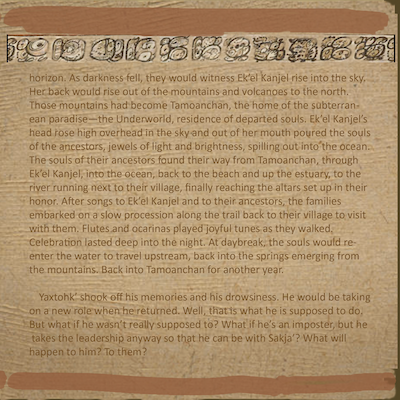 horizon. As darkness fell, they would witness Ek'el Kanjel rise into the sky.
Her back would rise out of the mountains and volcanoes to the north.
Those mountains had become Tamoanchan, the home of the subterran-
ean paradise—the Underworld, residence of departed souls. Ek'el Kanjel's
head rose high overhead in the sky and out of her mouth poured the souls
of the ancestors, jewels of light and brightness, spilling out into the ocean.
The souls of their ancestors found their way from Tamoanchan, through
Ek'el Kanjel, into the ocean, back to the beach and up the estuary, to the
river running next to their village, finally reaching the altars set up in their
honor. After songs to Ek'el Kanjel and to their ancestors, the families
embarked on a slow procession along the trail back to their village to visit
with them. Flutes and ocarinas played joyful tunes as they walked.
Celebration lasted deep into the night. At daybreak, the souls would re-
enter the water to travel upstream, back into the springs emerging from
the mountains. Back into Tamoanchan for another year.
Yaxtohk' shook off his memories and his drowsiness. He would be taking
on a new role when he returned. Well, that is what he is supposed to do.
But what if he wasn't really supposed to? What if he's an imposter, but he
takes the leadership anyway so that he can be with Sakja'? What will
happen to him? To them?